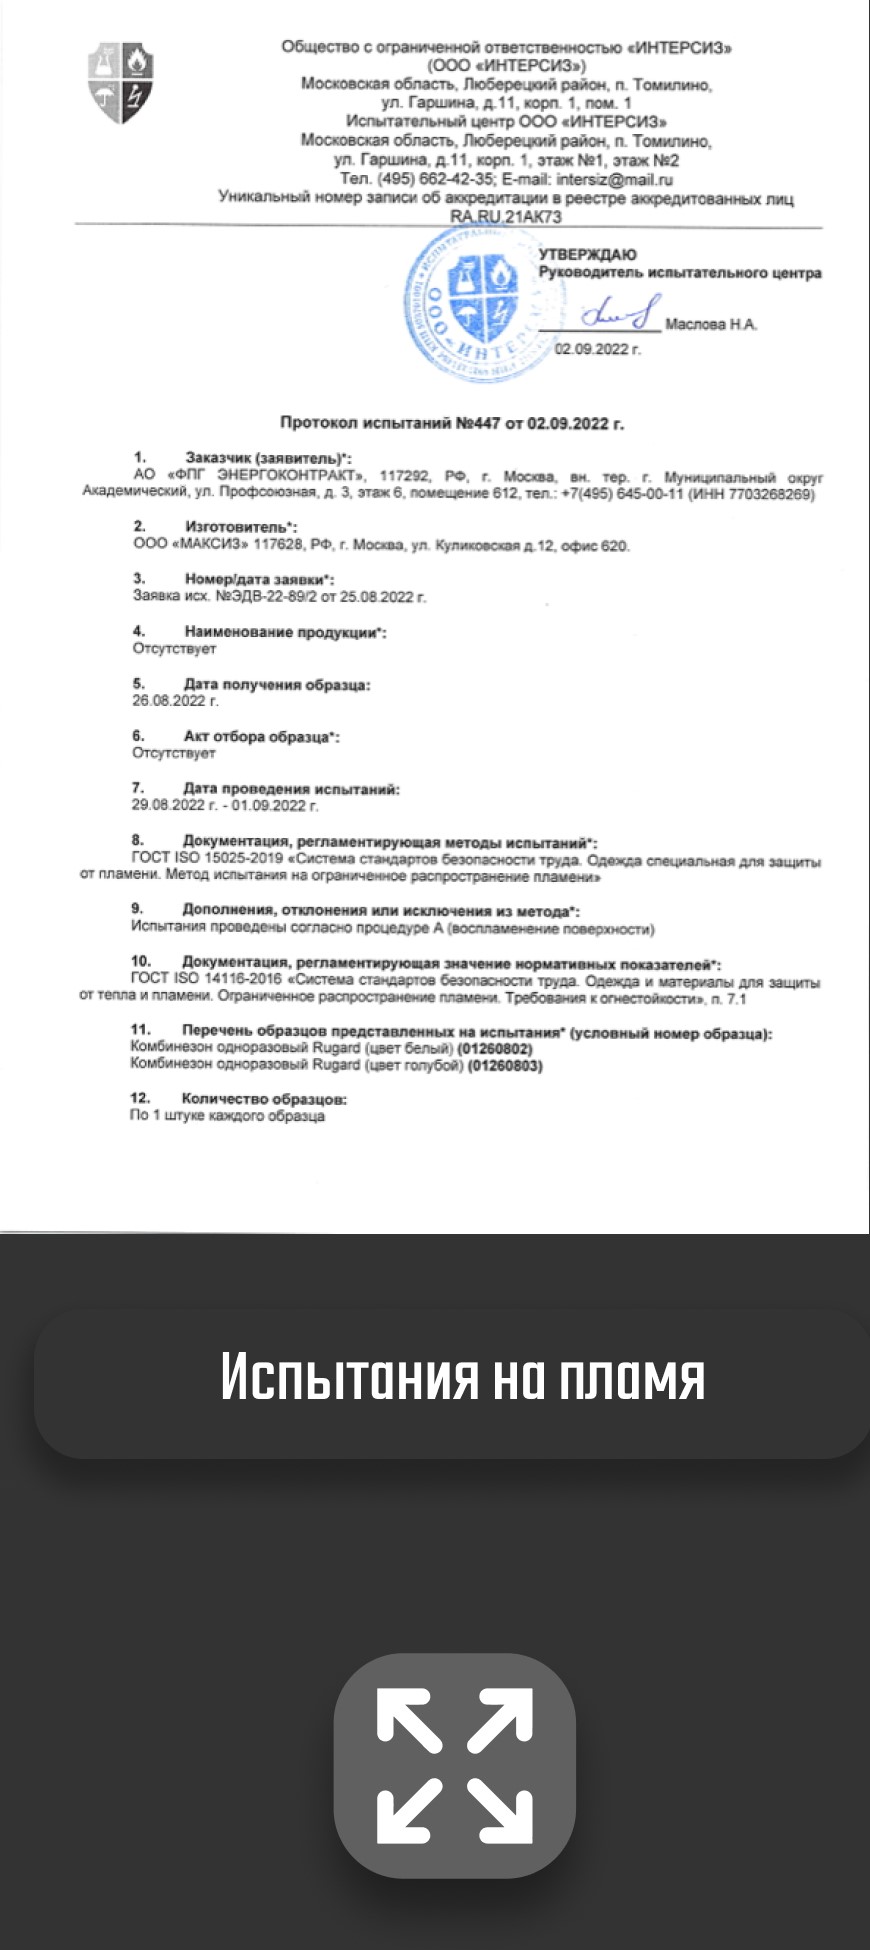 Общество с ограниченной ответственностью «ИНТЕРСИЗ»
(ООО «ИНТЕРСИЗ»)
Московская область, Люберецкий район, п. Томилино,
ул. Гаршина, д.11, корп. 1, пом. 1
Испытательный центр ООО «ИНТЕРСИЗ»
Московская область, Люберецкий район, п. Томилино,
ул. Гаршина, д.11, корп. 1, этаж №1, этаж №2
Тел. (495) 662-42-35; E-mail: intersiz@mail.ru
Уникальный номер записи об аккредитации в реестре аккредитованных лиц
RA.RU.21АК73
УТВЕРЖДАЮ
Руководитель испытательного центра
Маслова Н.А.
02.09.2022 г.
ООО «ИНТЕРСИЗ»
Протокол испытаний №447 от 02.09.2022 г.
1. Заказчик (заявитель)*:
АО «ФПГ ЭНЕРГОКОНТРАКТ», 117292, РФ, г. Москва, вн. тер. г. Муниципальный округ
Академический, ул. Профсоюзная, д. 3, этаж 6, помещение 612, тел.: +7(495) 645-00-11 (ИНН 7703268269)
2. Изготовитель*:
ООО «МАКСИЗ» 117628, РФ, г. Москва, ул. Куликовская д.12, офис 620.
3. Номер/дата заявки*:
Заявка исх. №ЭДВ-22-89/2 от 25.08.2022 г.
4. Наименование продукции*:
Отсутствует
5. Дата получения образца:
26.08.2022 г.
6. Акт отбора образца*:
Отсутствует
7. Дата проведения испытаний:
29.08.2022 г. - 01.09.2022 г.
8. Документация, регламентирующая методы испытаний*:
ГОСТ ISO 15025-2019 «Система стандартов безопасности труда. Одежда специальная для защиты
от пламени. Метод испытания на ограниченное распространение пламени»
9. Дополнения, отклонения или исключения из метода*:
Испытания проведены согласно процедуре А (воспламенение поверхности)
10. Документация, регламентирующая значение нормативных показателей*:
ГОСТ ISO 14116-2016 «Система стандартов безопасности труда. Одежда и материалы для защиты
от тепла и пламени. Ограниченное распространение пламени. Требования к огнестойкости», п. 7.1
11. Перечень образцов представленных на испытания* (условный номер образца):
Комбинезон одноразовый Rugard (цвет белый) (01260802)
Комбинезон одноразовый Rugard (цвет голубой) (01260803)
12. Количество образцов:
По 1 штуке каждого образца
Испытания на пламя